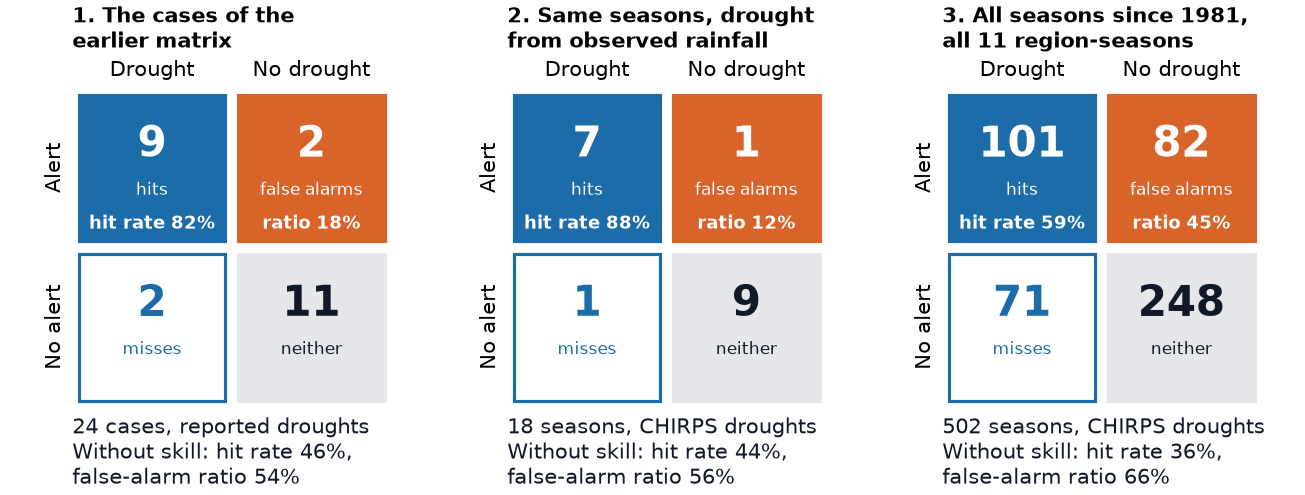 1. The cases of the
earlier matrix
Drought
No drought
Alert
9
hits
hit rate 82%
2
false alarms
ratio 18%
No alert
2
misses
11
neither
24 cases, reported droughts
Without skill: hit rate 46%,
false-alarm ratio 54%
2. Same seasons, drought
from observed rainfall
Drought
No drought
Alert
7
hits
hit rate 88%
1
false alarms
ratio 12%
No alert
1
misses
9
neither
18 seasons, CHIRPS droughts
Without skill: hit rate 44%,
false-alarm ratio 56%
3. All seasons since 1981,
all 11 region-seasons
Drought
No drought
Alert
101
hits
hit rate 59%
82
false alarms
ratio 45%
No alert
71
misses
248
neither
502 seasons, CHIRPS droughts
Without skill: hit rate 36%,
false-alarm ratio 66%